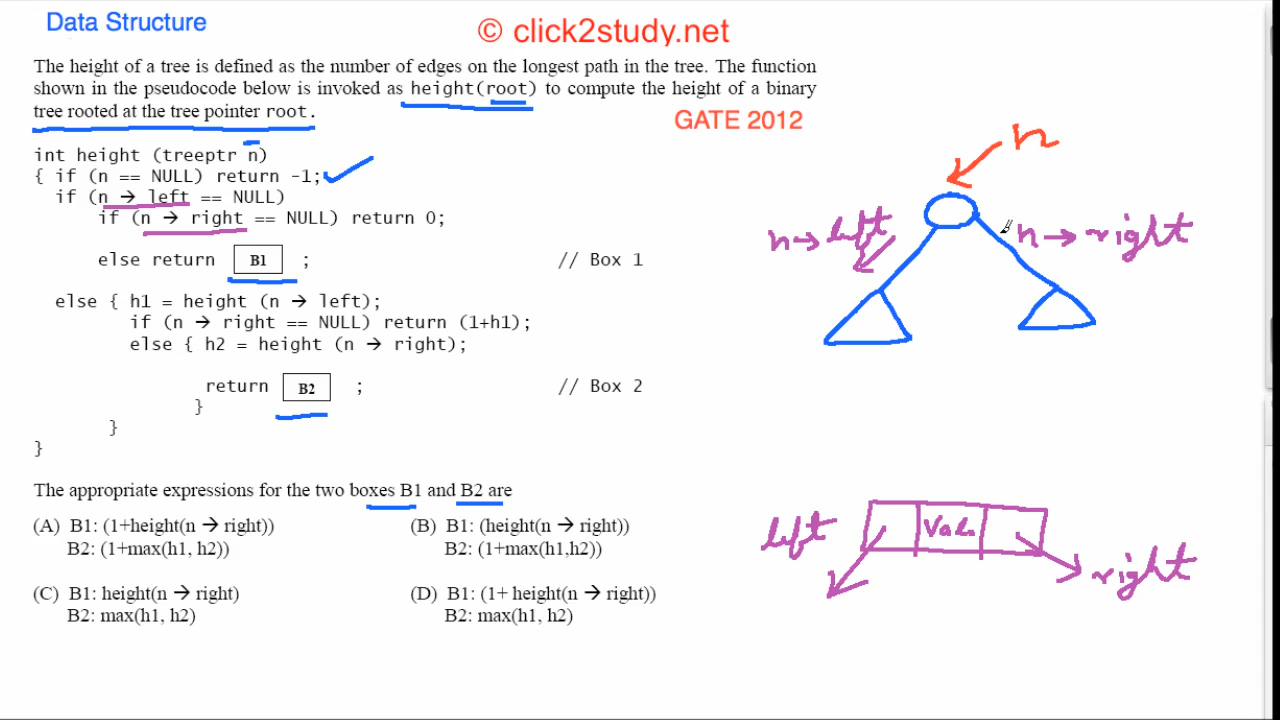 Data Structure
© click2study.net
The height of a tree is defined as the number of edges on the longest path in the tree. The function
shown in the pseudocode below is invoked as height(root) to compute the height of a binary
tree rooted at the tree pointer root.
GATE 2012
int height (treeptr n)
{ if (n == NULL) return -1;
if (n → left == NULL)
if (n → right == NULL) return 0;
else return B1 ; // Box 1
else { h1 = height (n → left);
if (n → right == NULL) return (1+h1);
else { h2 = height (n → right);
return B2 ; // Box 2
}
}
}
The appropriate expressions for the two boxes B1 and B2 are
(A) B1: (1+height(n → right))
B2: (1+max(h1, h2))
(B) B1: (height(n → right))
B2: (1+max(h1,h2))
(C) B1: height(n → right)
B2: max(h1, h2)
(D) B1: (1+ height(n → right))
B2: max(h1, h2)
n
n→left
n→right
left
Val.
right